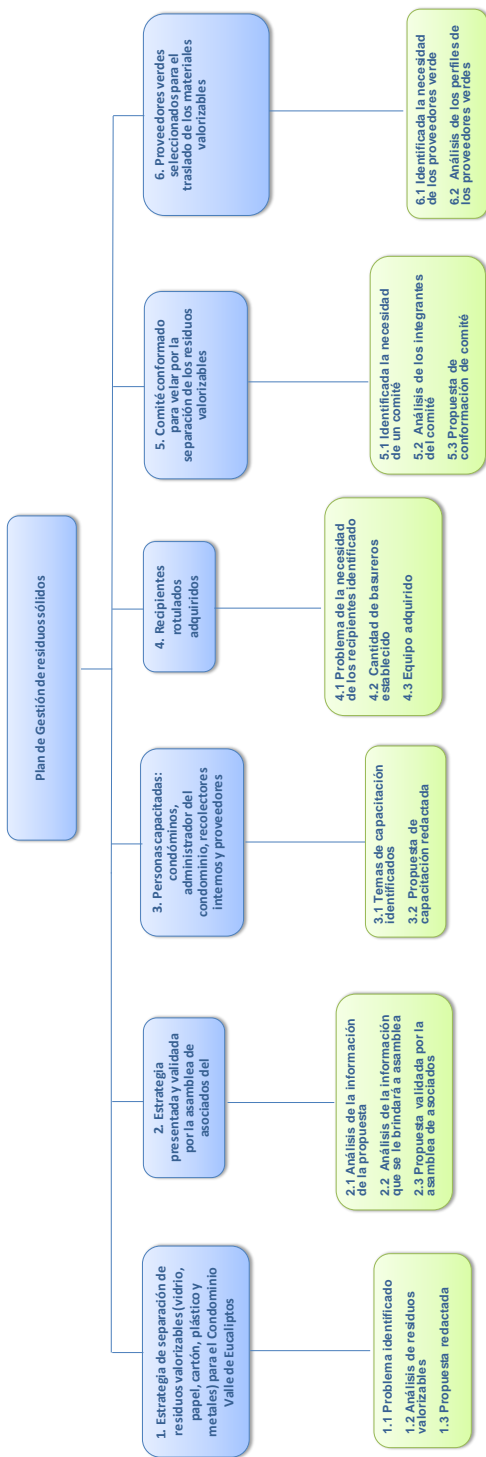 Plan de Gestión de residuos sólidos
1. Estrategia de separación de
residuos valorizables (vidrio,
papel, cartón, plástico y
metales) para el Condominio
Valle de Eucaliptos
2. Estrategia
presentada y validada
por la asamblea de
asociados del
3. Personas capacitadas:
condóminos,
administrador del
condominio, recolectores
internos y proveedores
4. Recipientes
rotulados
adquiridos
5. Comité conformado
para velar por la
separación de los residuos
valorizables
6. Proveedores verdes
seleccionados para el
traslado de los materiales
valorizables
1.1 Problema identificado
1.2 Análisis de residuos
valorizables
1.3 Propuesta redactada
2.1 Análisis de la información
de la propuesta
2.2 Análisis de la información
que se le brindará a asamblea
2.3 Propuesta validada por la
asamblea de asociados
3.1 Temas de capacitación
identificados
3.2 Propuesta de
capacitación redactada
4.1 Problema de la necesidad
de los recipientes identificado
4.2 Cantidad de basureros
establecido
4.3 Equipo adquirido
5.1 Identificada la necesidad
de un comité
5.2 Análisis de los integrantes
del comité
5.3 Propuesta de
conformación de comité
6.1 Identificada la necesidad
de los proveedores verde
6.2 Análisis de los perfiles de
los proveedores verdes